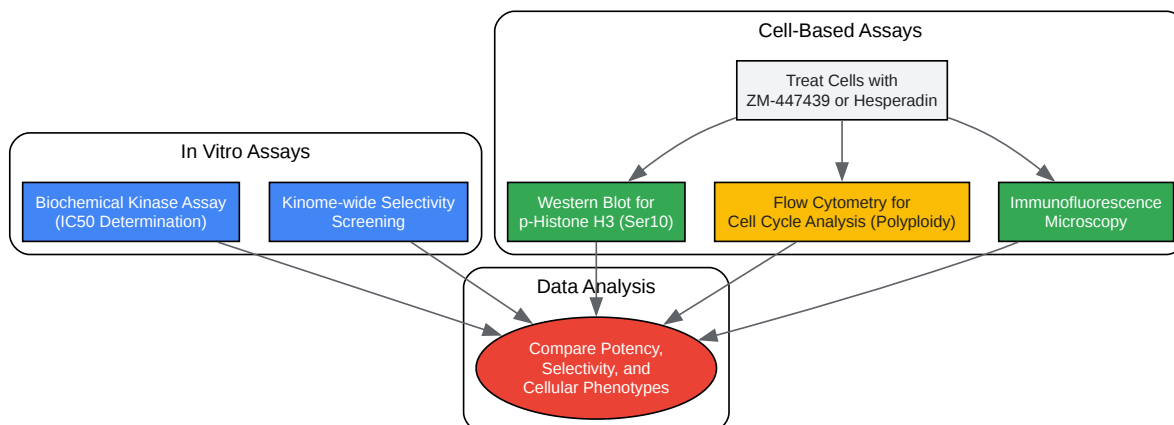 Cell-Based Assays
Treat Cells with
ZM-447439 or Hesperadin
In Vitro Assays
Biochemical Kinase Assay
(IC50 Determination)
Kinome-wide Selectivity
Screening
Western Blot for
p-Histone H3 (Ser10)
Flow Cytometry for
Cell Cycle Analysis (Polyploidy)
Immunofluorescence
Microscopy
Data Analysis
Compare Potency,
Selectivity, and
Cellular Phenotypes